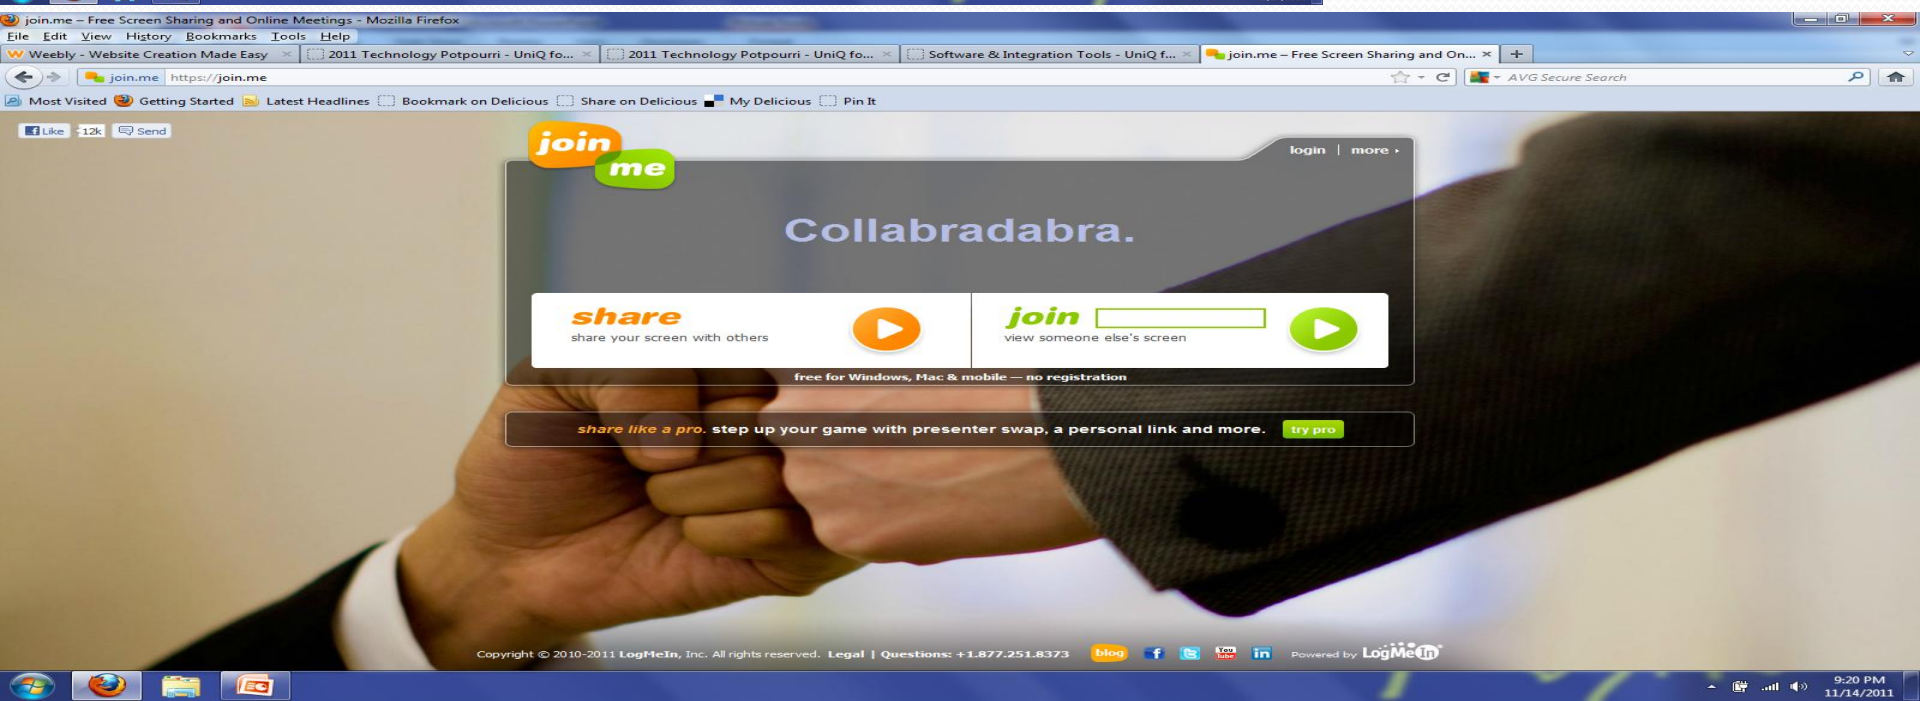 join.me – Free Screen Sharing and Online Meetings - Mozilla Firefox
File Edit View History Bookmarks Tools Help
Weebly - Website Creation Made Easy 2011 Technology Potpourri - UniQ fo... 2011 Technology Potpourri - UniQ fo... Software & Integration Tools - UniQ f... join.me – Free Screen Sharing and On...
join.me https://join.me AVG Secure Search
Most Visited Getting Started Latest Headlines Bookmark on Delicious Share on Delicious My Delicious Pin It
Like 12k Send
join
me
login | more
Collabradabra.
share
share your screen with others
join
view someone else's screen
free for Windows, Mac & mobile — no registration
share like a pro. step up your game with presenter swap, a personal link and more. try pro
Copyright © 2010-2011 LogMeIn, Inc. All rights reserved. Legal | Questions: +1.877.251.8373 blog f You Tube in Powered by LogMeIn
9:20 PM
11/14/2011